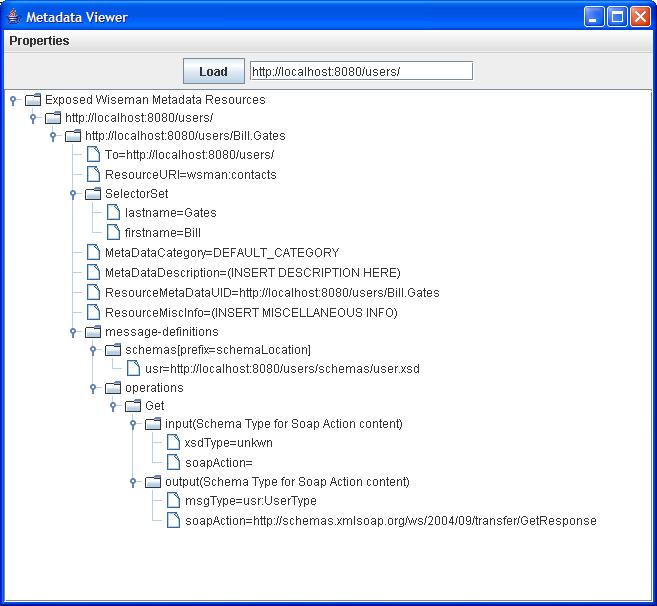 Metadata Viewer
Properties
Load http://localhost:8080/users/
Exposed Wiseman Metadata Resources
http://localhost:8080/users/
http://localhost:8080/users/Bill.Gates
To=http://localhost:8080/users/
ResourceURI=wsman:contacts
SelectorSet
lastname=Gates
firstname=Bill
MetaDataCategory=DEFAULT_CATEGORY
MetaDataDescription=(INSERT DESCRIPTION HERE)
ResourceMetaDataUID=http://localhost:8080/users/Bill.Gates
ResourceMiscInfo=(INSERT MISCELLANEOUS INFO)
message-definitions
schemas[prefix=schemaLocation]
usr=http://localhost:8080/users/schemas/user.xsd
operations
Get
input(Schema Type for Soap Action content)
xsdType=unkwn
soapAction=
output(Schema Type for Soap Action content)
msgType=usr:UserType
soapAction=http://schemas.xmlsoap.org/ws/2004/09/transfer/GetResponse